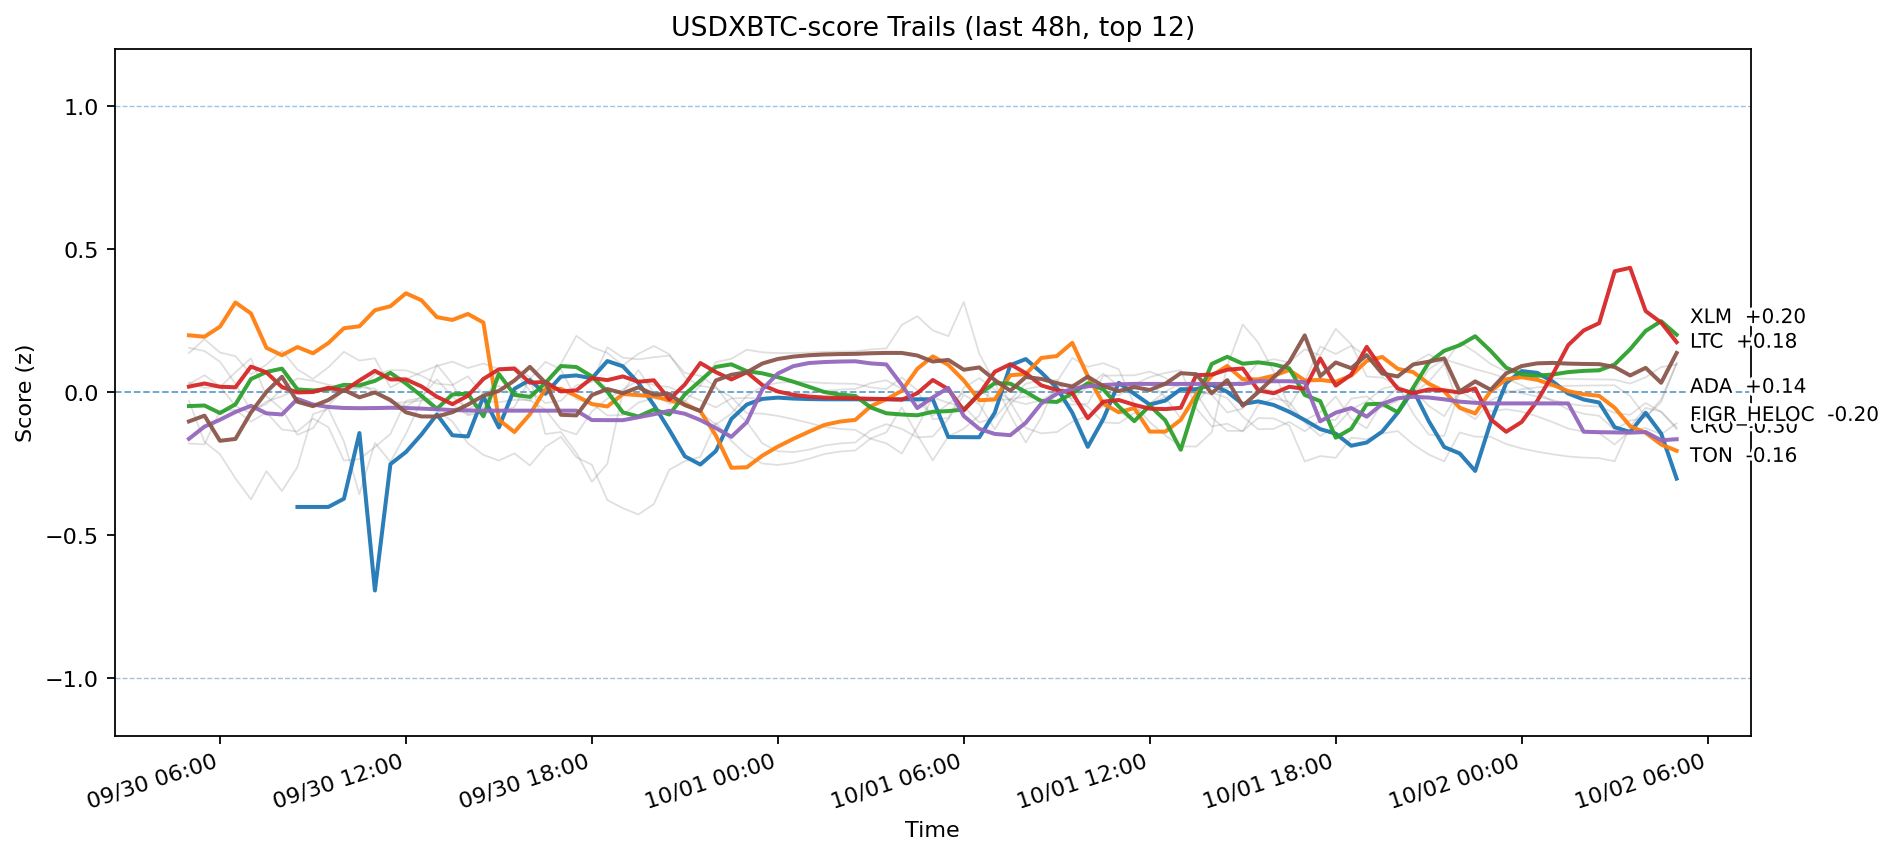 USDXBTC-score Trails (last 48h, top 12)
Score (z)
1.0
0.5
0.0
−0.5
−1.0
XLM +0.20
LTC +0.18
ADA +0.14
FIGR_HELOC -0.20
CRO -0.30
TON -0.16
09/30 06:00
09/30 12:00
09/30 18:00
10/01 00:00
10/01 06:00
10/01 12:00
10/01 18:00
10/02 00:00
10/02 06:00
Time